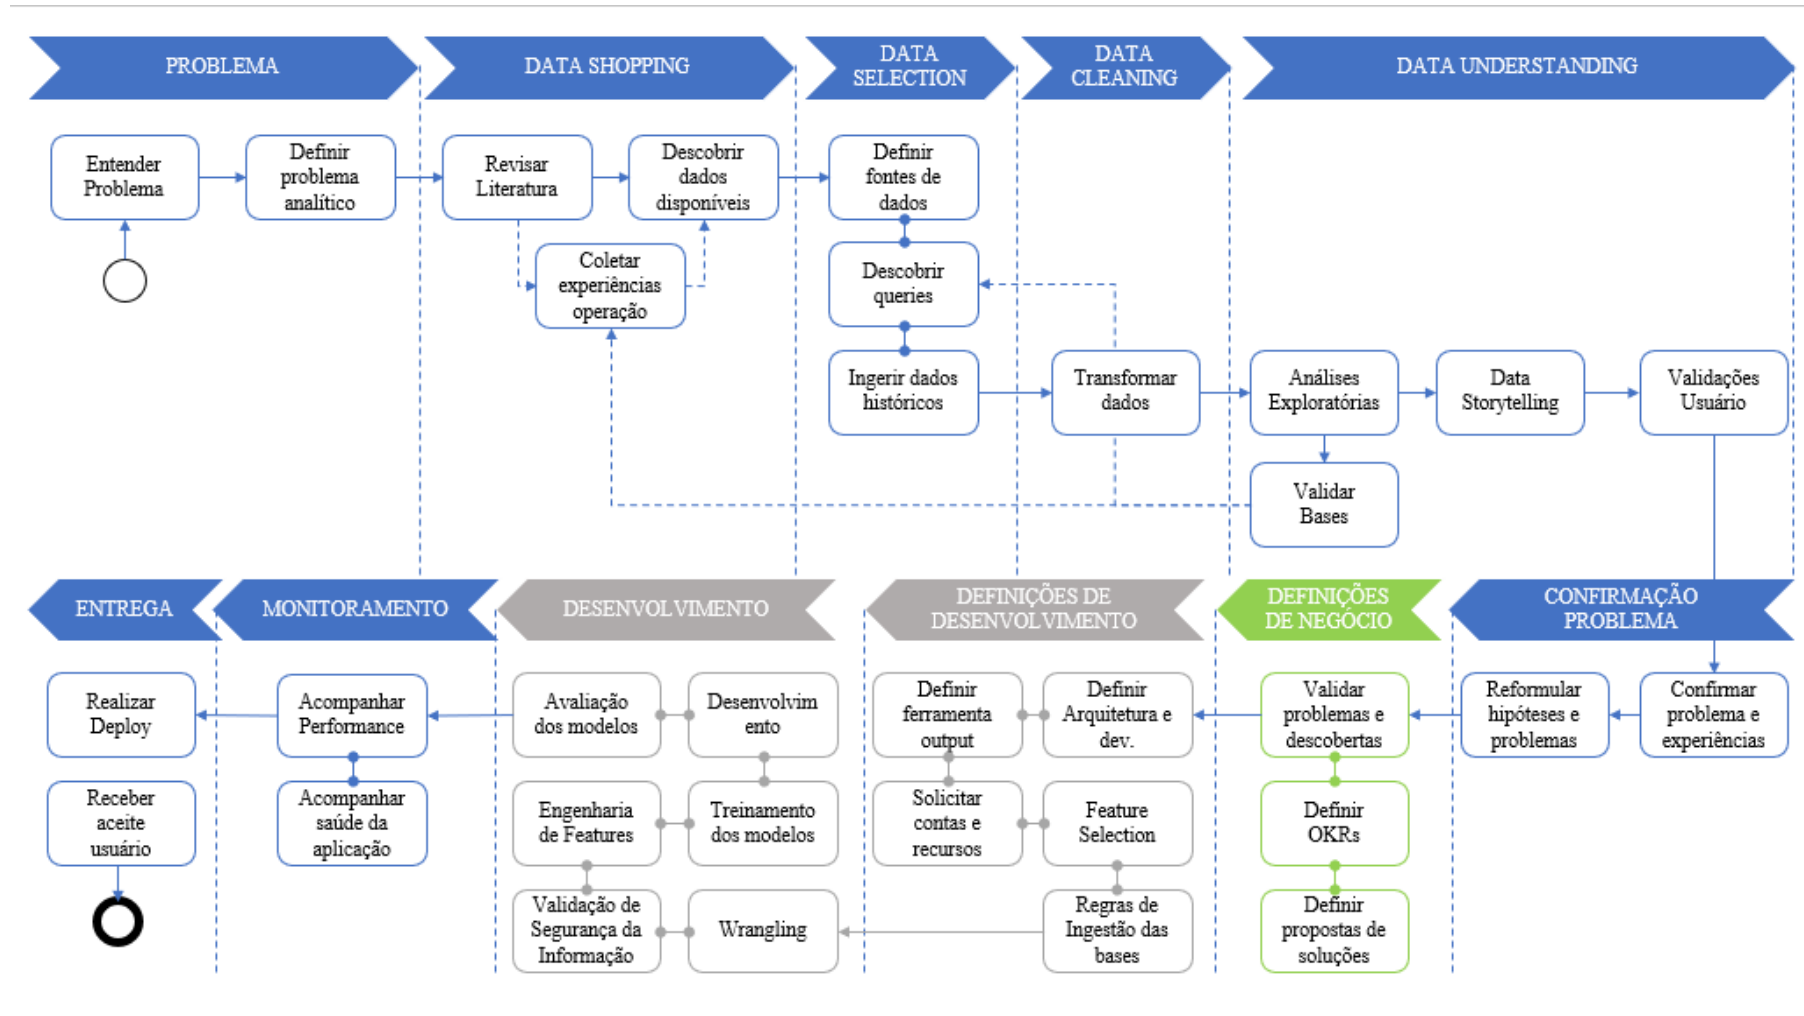 PROBLEMA
DATA SHOPPING
DATA
SELECTION
DATA
CLEANING
DATA UNDERSTANDING
Entender
Problema
Definir
problema
analítico
Revisar
Literatura
Descobrir
dados
disponíveis
Definir
fontes de
dados
Coletar
experiências
operação
Descobrir
queries
Ingerir dados
históricos
Transformar
dados
Análises
Exploratórias
Data
Storytelling
Validações
Usuário
Validar
Bases
ENTREGA
MONITORAMENTO
DESENVOLVIMENTO
DEFINIÇÕES DE
DESENVOLVIMENTO
DEFINIÇÕES
DE NEGÓCIO
CONFIRMAÇÃO
PROBLEMA
Realizar
Deploy
Acompanhar
Performance
Avaliação
dos modelos
Desenvolvim
ento
Definir
ferramenta
output
Definir
Arquitetura e
dev.
Validar
problemas e
descobertas
Reformular
hipóteses e
problemas
Confirmar
problema e
experiências
Receber
aceite
usuário
Acompanhar
saúde da
aplicação
Engenharia
de Features
Treinamento
dos modelos
Solicitar
contas e
recursos
Feature
Selection
Definir
OKRs
Validação de
Segurança da
Informação
Wrangling
Regras de
Ingestão das
bases
Definir
propostas de
soluções